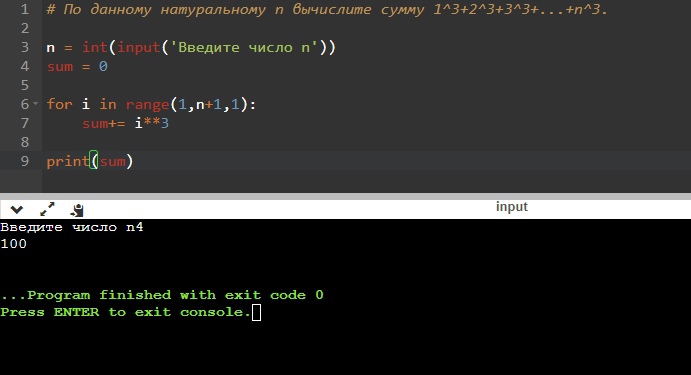 1 # По данному натуральному n вычислите сумму 1^3+2^3+3^3+...+n^3.
2
3 n = int(input('Введите число n'))
4 sum = 0
5
6 for i in range(1,n+1,1):
7     sum+= i**3
8
9 print(sum)
input
Введите число n4
100
...Program finished with exit code 0
Press ENTER to exit console.